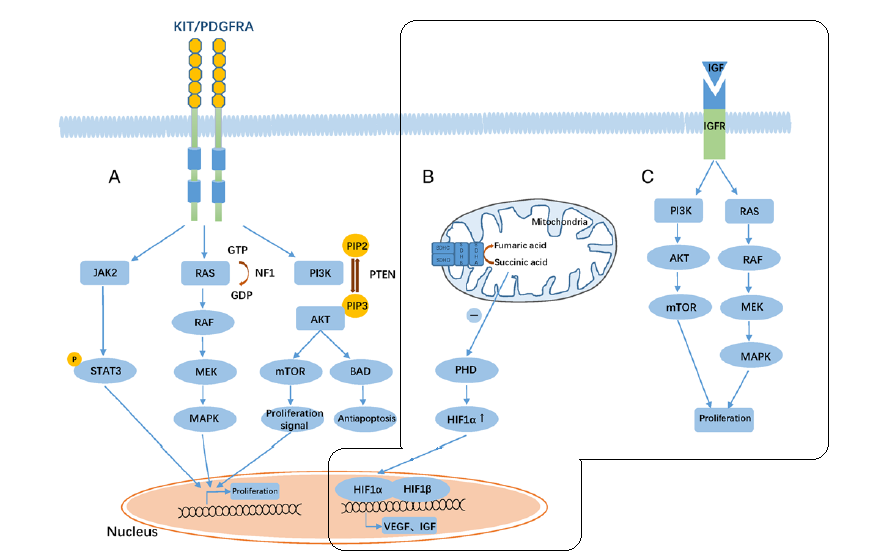 KIT/PDGFRA
IGF
IGFR
A
B
C
Mitochondria
Fumaric acid
Succinic acid
PI3K
RAS
AKT
RAF
mTOR
MEK
MAPK
Proliferation
JAK2
RAS
GTP
NF1
GDP
PI3K
PIP2
PTEN
PIP3
AKT
RAF
P
STAT3
MEK
mTOR
BAD
MAPK
Proliferation
signal
Antiapoptosis
−
PHD
HIF1α↑
Proliferation
HIF1α
HIF1β
VEGF、IGF
Nucleus